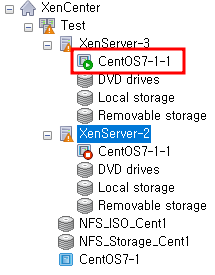 XenCenter
Test
XenServer-3
CentOS7-1-1
DVD drives
Local storage
Removable storage
XenServer-2
CentOS7-1-1
DVD drives
Local storage
Removable storage
NFS_ISO_Cent1
NFS_Storage_Cent1
CentOS7-1